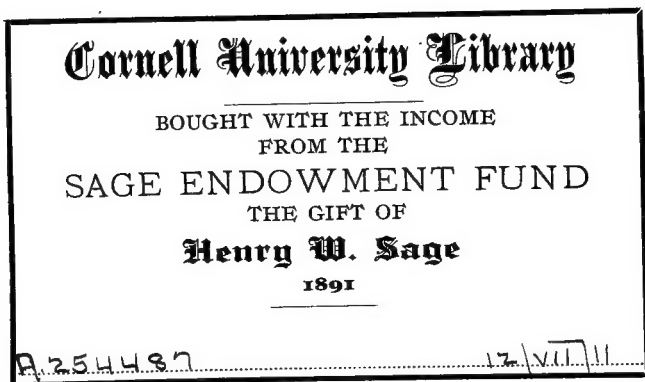 Cornell University Library
BOUGHT WITH THE INCOME
FROM THE
SAGE ENDOWMENT FUND
THE GIFT OF
Henry W. Sage
1891
A.254487 12/VII/11